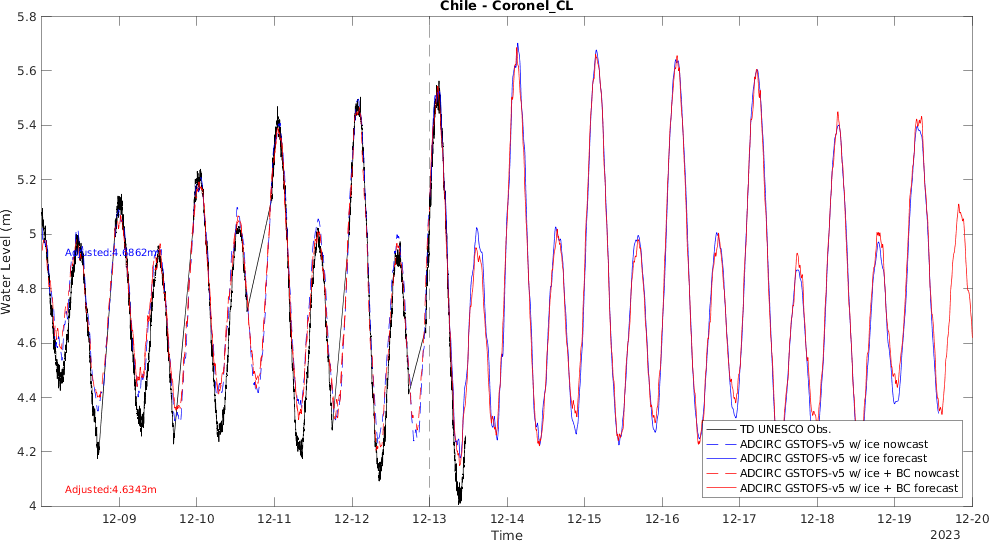 Chile - Coronel_CL
Water Level (m)
5.8
5.6
5.4
5.2
5
4.8
4.6
4.4
4.2
4
Adjusted:4.6862m
Adjusted:4.6343m
TD UNESCO Obs.
ADCIRC GSTOFS-v5 w/ ice nowcast
ADCIRC GSTOFS-v5 w/ ice forecast
ADCIRC GSTOFS-v5 w/ ice + BC nowcast
ADCIRC GSTOFS-v5 w/ ice + BC forecast
12-09 12-10 12-11 12-12 12-13 12-14 12-15 12-16 12-17 12-18 12-19 12-20
Time
2023